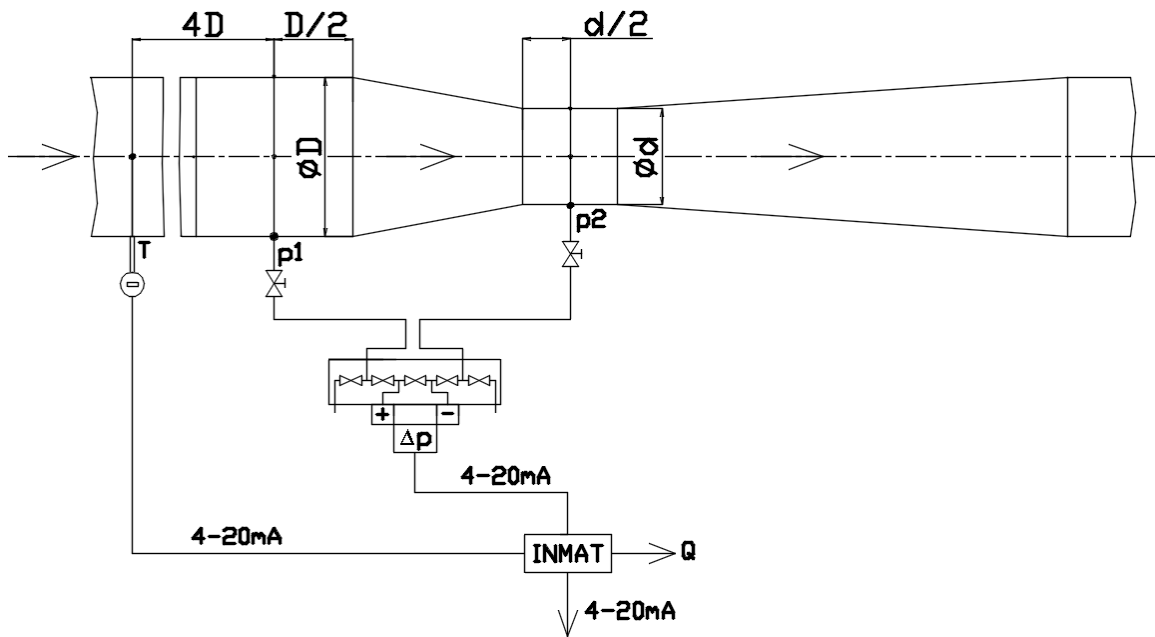 4D
D/2
d/2
øD
ød
T
p1
p2
+
-
Δp
4-20mA
4-20mA
INMAT
Q
4-20mA